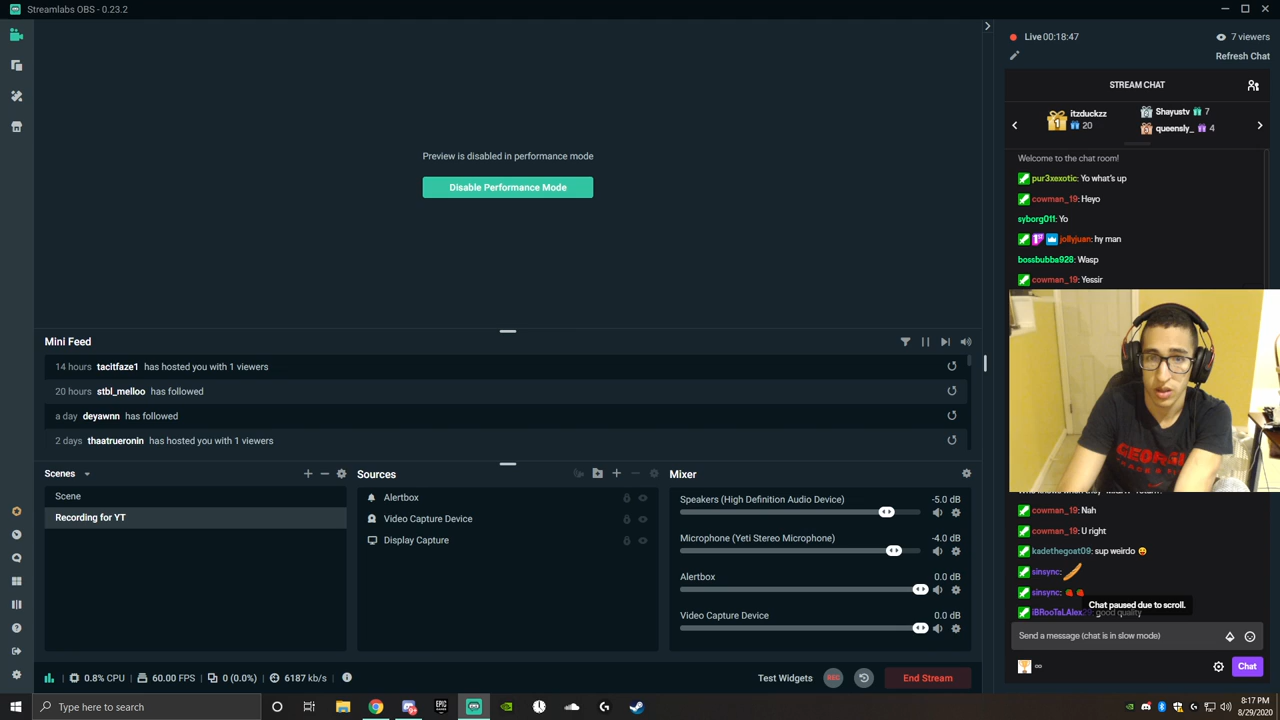 Streamlabs OBS - 0.23.2
Live 00:18:47
7 viewers
Refresh Chat
STREAM CHAT
itzduckzz
20
Shayustv 7
queensly_ 4
Preview is disabled in performance mode
Disable Performance Mode
Welcome to the chat room!
pur3xexotic: Yo what's up
cowman_19: Heyo
syborg011: Yo
jollyjuan: hy man
bossbubba928: Wasp
cowman_19: Yessir
Mini Feed
14 hours tacitfaze1 has hosted you with 1 viewers
20 hours stbl_melloo has followed
a day deyawnn has followed
2 days thaatrueronin has hosted you with 1 viewers
GEORGIA
Scenes
Scene
Recording for YT
Sources
Alertbox
Video Capture Device
Display Capture
Mixer
Speakers (High Definition Audio Device) -5.0 dB
Microphone (Yeti Stereo Microphone) -4.0 dB
Alertbox 0.0 dB
Video Capture Device 0.0 dB
cowman_19: Nah
cowman_19: U right
kadethegoat09: sup weirdo
sinsync:
sinsync:
Chat paused due to scroll.
good quality
Send a message (chat is in slow mode)
∞
Chat
0.8% CPU
60.00 FPS
0 (0.0%)
6187 kb/s
Test Widgets
REC
End Stream
Type here to search
EPIC
8:17 PM
8/29/2020